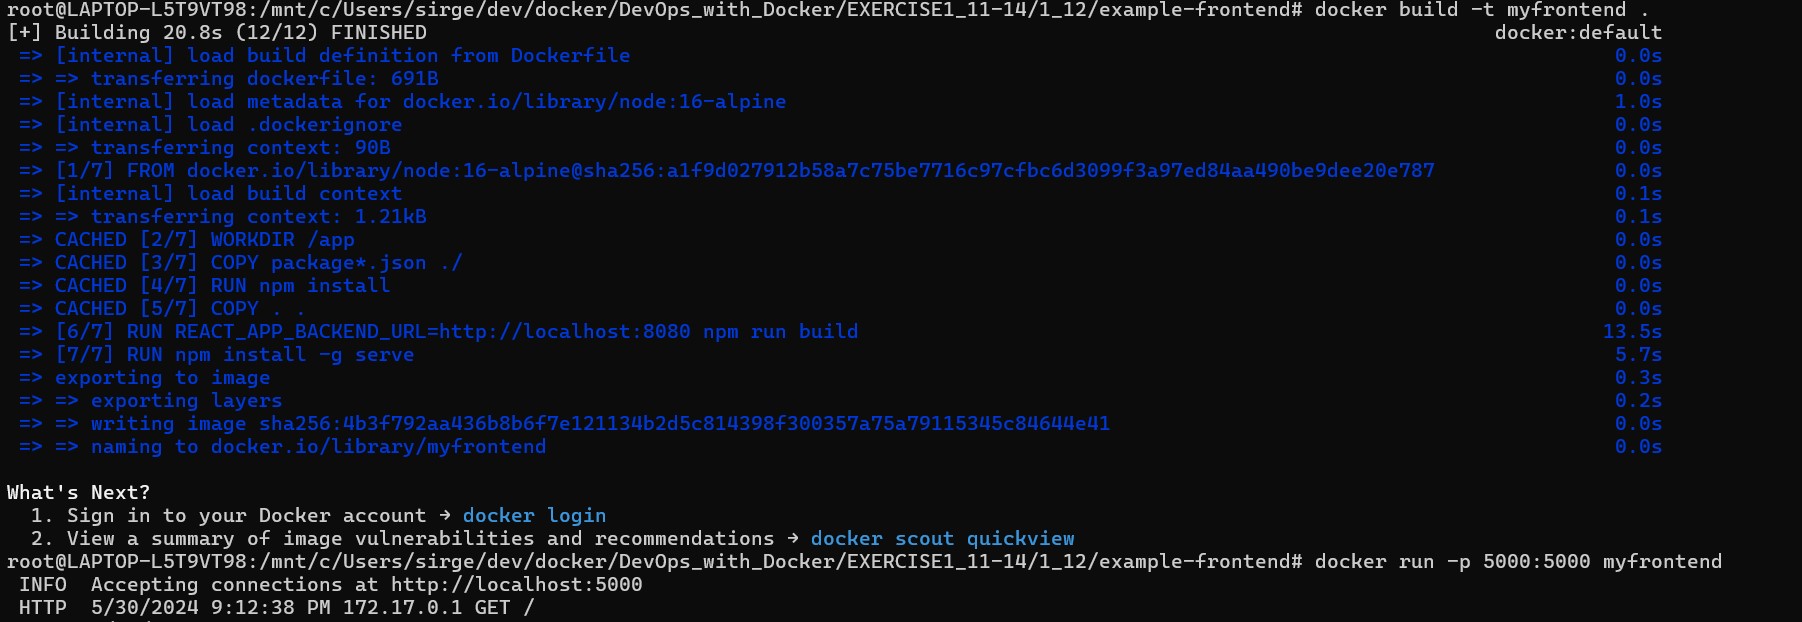 root@LAPTOP-L5T9VT98:/mnt/c/Users/sirge/dev/docker/DevOps_with_Docker/EXERCISE1_11-14/1_12/example-frontend# docker build -t myfrontend .
[+] Building 20.8s (12/12) FINISHED docker:default
=> [internal] load build definition from Dockerfile 0.0s
=> => transferring dockerfile: 691B 0.0s
=> [internal] load metadata for docker.io/library/node:16-alpine 1.0s
=> [internal] load .dockerignore 0.0s
=> => transferring context: 90B 0.0s
=> [1/7] FROM docker.io/library/node:16-alpine@sha256:a1f9d027912b58a7c75be7716c97cfbc6d3099f3a97ed84aa490be9dee20e787 0.0s
=> [internal] load build context 0.1s
=> => transferring context: 1.21kB 0.1s
=> CACHED [2/7] WORKDIR /app 0.0s
=> CACHED [3/7] COPY package*.json ./ 0.0s
=> CACHED [4/7] RUN npm install 0.0s
=> CACHED [5/7] COPY . . 0.0s
=> [6/7] RUN REACT_APP_BACKEND_URL=http://localhost:8080 npm run build 13.5s
=> [7/7] RUN npm install -g serve 5.7s
=> exporting to image 0.3s
=> => exporting layers 0.2s
=> => writing image sha256:4b3f792aa436b8b6f7e121134b2d5c814398f300357a75a79115345c84644e41 0.0s
=> => naming to docker.io/library/myfrontend 0.0s
What's Next?
1. Sign in to your Docker account → docker login
2. View a summary of image vulnerabilities and recommendations → docker scout quickview
root@LAPTOP-L5T9VT98:/mnt/c/Users/sirge/dev/docker/DevOps_with_Docker/EXERCISE1_11-14/1_12/example-frontend# docker run -p 5000:5000 myfrontend
INFO Accepting connections at http://localhost:5000
HTTP 5/30/2024 9:12:38 PM 172.17.0.1 GET /